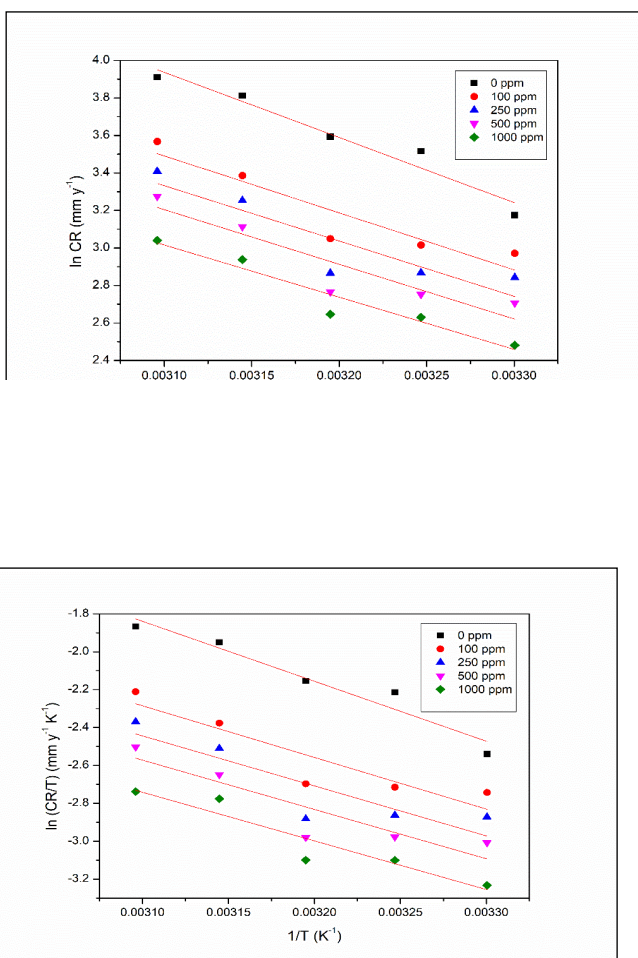 4.0
3.8
3.6
3.4
3.2
3.0
2.8
2.6
2.4
ln CR (mm y⁻¹)
0 ppm
100 ppm
250 ppm
500 ppm
1000 ppm
0.00310 0.00315 0.00320 0.00325 0.00330
-1.8
-2.0
-2.2
-2.4
-2.6
-2.8
-3.0
-3.2
ln (CR/T) (mm y⁻¹ K⁻¹)
0 ppm
100 ppm
250 ppm
500 ppm
1000 ppm
0.00310 0.00315 0.00320 0.00325 0.00330
1/T (K⁻¹)